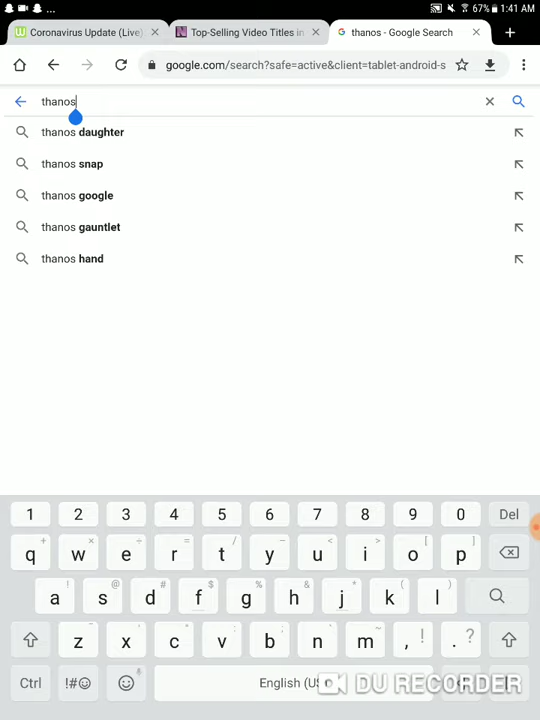 ... 67% 1:41 AM
Coronavirus Update (Live) × Top-Selling Video Titles in × thanos - Google Search × +
google.com/search?safe=active&client=tablet-android-s
thanos
thanos daughter
thanos snap
thanos google
thanos gauntlet
thanos hand
1 2 3 4 5 6 7 8 9 0 Del
+ × ÷ = / _ < > [ ]
q w e r t y u i o p
! @ # $ % ^ & * ( )
a s d f g h j k l
- ' " : ; , ?
z x c v b n m , ! . ?
Ctrl !#☺ English (US) DU RECORDER